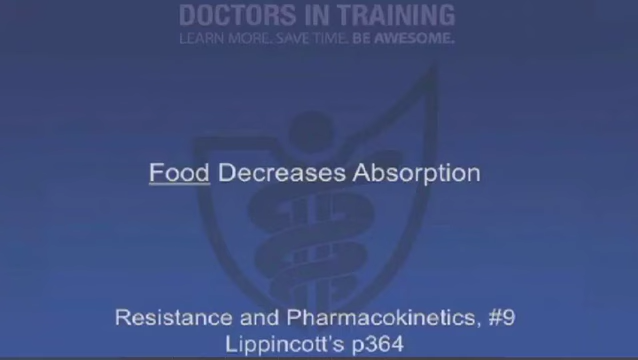 DOCTORS IN TRAINING
LEARN MORE. SAVE TIME. BE AWESOME.
Food Decreases Absorption
Resistance and Pharmacokinetics, #9
Lippincott's p364